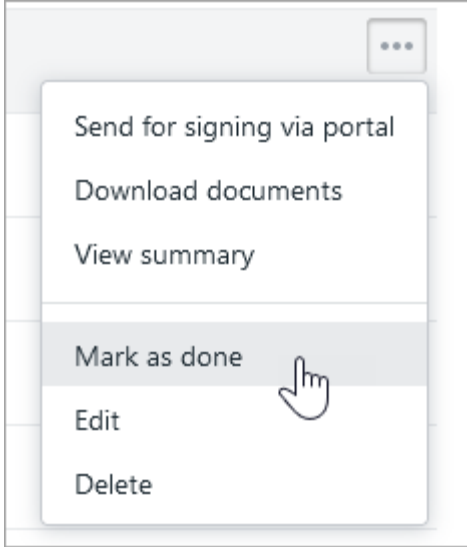 Send for signing via portal
Download documents
View summary
Mark as done
Edit
Delete